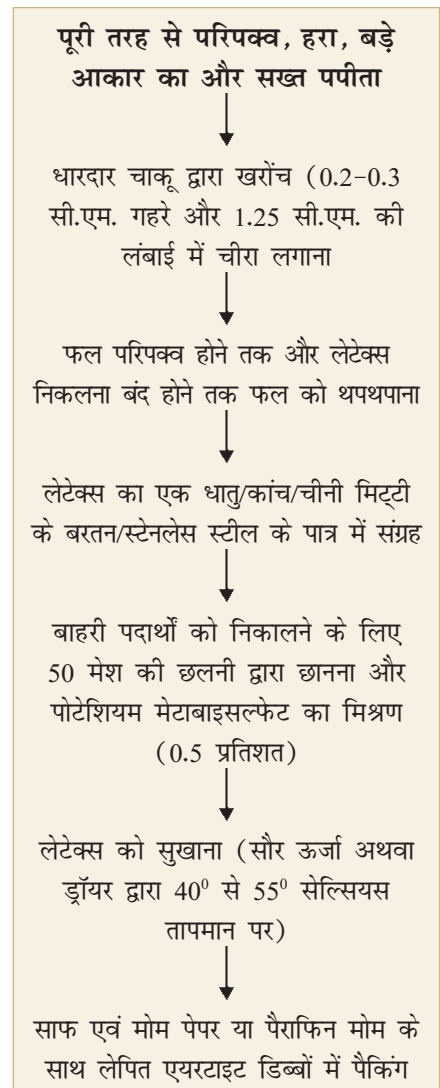 पूरी तरह से परिपक्व, हरा, बड़े
आकार का और सख्त पपीता
धारदार चाकू द्वारा खरोंच (0.2-0.3
सी.एम. गहरे और 1.25 सी.एम. की
लंबाई में चीरा लगाना
फल परिपक्व होने तक और लेटेक्स
निकलना बंद होने तक फल को थपथपाना
लेटेक्स का एक धातु/कांच/चीनी मिट्टी
के बरतन/स्टेनलेस स्टील के पात्र में संग्रह
बाहरी पदार्थों को निकालने के लिए
50 मेश की छलनी द्वारा छानना और
पोटेशियम मेटाबाइसल्फेट का मिश्रण
(0.5 प्रतिशत)
लेटेक्स को सुखाना (सौर ऊर्जा अथवा
ड्रॉयर द्वारा 40⁰ से 55⁰ सेल्सियस
तापमान पर)
साफ एवं मोम पेपर या पैराफिन मोम के
साथ लेपित एयरटाइट डिब्बों में पैकिंग